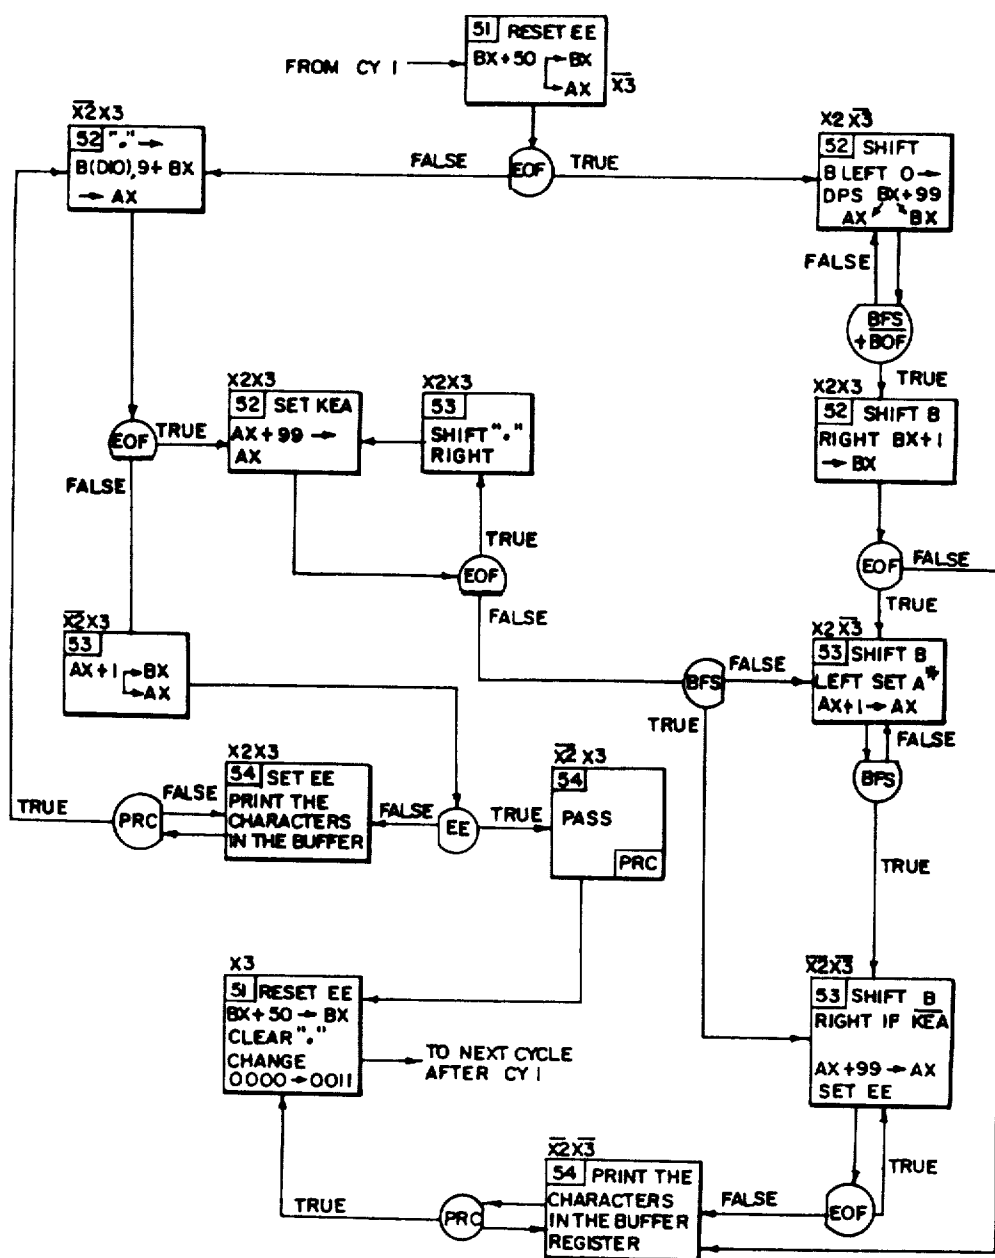 51 RESET EE
BX+50 → BX
→ AX
X̅3̅
FROM CY 1
X̅2̅X3
52 "." →
B(D10),9+BX
→ AX
FALSE
EOF
TRUE
X2X̅3̅
52 SHIFT
B LEFT 0 →
DPS BX+99
AX BX
FALSE
BFS
+B̅O̅F̅
TRUE
X2X3
52 SHIFT B
RIGHT BX+1
→ BX
X2X3
52 SET KEA
AX+99 →
AX
X2X3
53
SHIFT "."
RIGHT
EOF
TRUE
FALSE
TRUE
EOF
FALSE
EOF
FALSE
TRUE
X̅2̅X3
53
AX+1 → BX
→ AX
X2X̅3̅
53 SHIFT B
LEFT SET A*
AX+1 → AX
BFS
FALSE
TRUE
FALSE
BFS
TRUE
X2X3
54 SET EE
PRINT THE
CHARACTERS
IN THE BUFFER
TRUE
PRC
FALSE
FALSE
EE
TRUE
X̅2̅ X3
54
PASS
PRC
X3
51 RESET EE
BX+50 → BX
CLEAR "."
CHANGE
0000 → 0011
TO NEXT CYCLE
AFTER CY 1
X̅2̅X̅3̅
53 SHIFT B
RIGHT IF K̅E̅A̅
AX+99 → AX
SET EE
TRUE
EOF
FALSE
X̅2̅X̅3̅
54 PRINT THE
CHARACTERS
IN THE BUFFER
REGISTER
PRC
TRUE